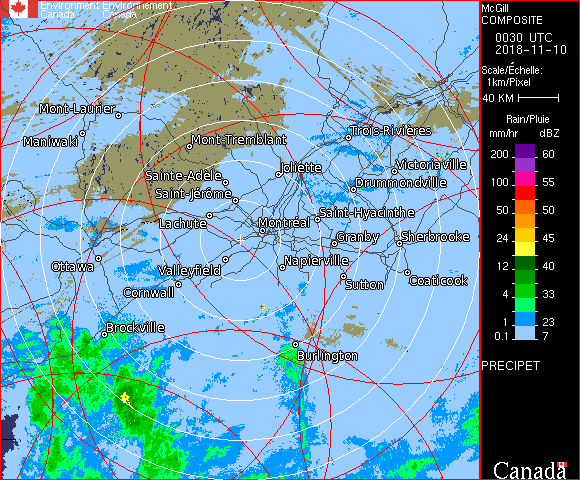 Environment Environnement
Canada Canada
McGill
COMPOSITE
0030 UTC
2018-11-10
Scale/Échelle:
1km/Pixel
40 KM
Rain/Pluie
mm/hr dBZ
200 60
100 55
50 50
24 45
12 40
4 33
1 23
0.1 7
PRECIPET
Canada
Mont-Laurier
Maniwaki
Mont-Tremblant
Trois-Rivières
Joliette
Victoriaville
Sainte-Adèle
Drummondville
Saint-Jérôme
Saint-Hyacinthe
Lachute
Montréal
Granby
Sherbrooke
Ottawa
Valleyfield
Napierville
Coaticook
Cornwall
Sutton
Brockville
Burlington